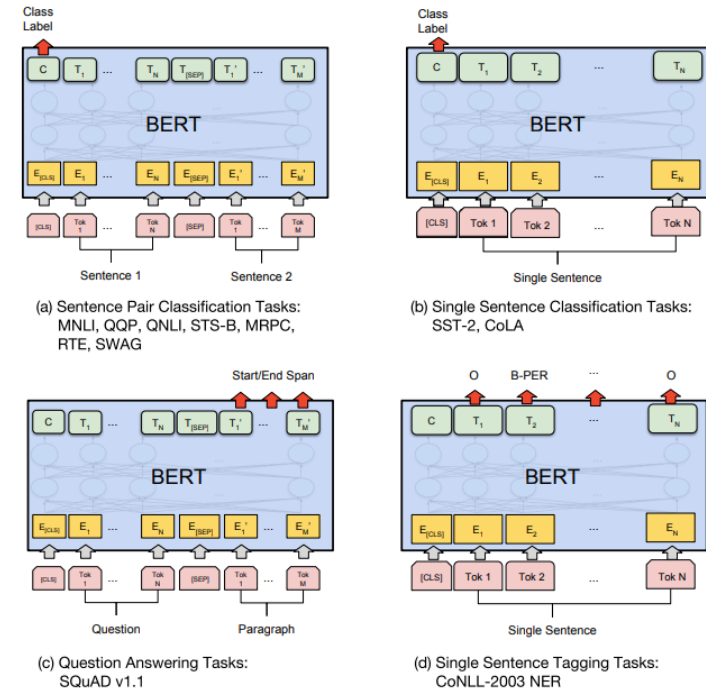 Class
Label
C T1 ... TN T[SEP] T1' ... TM'
BERT
E[CLS] E1 ... EN E[SEP] E1' ... EM'
[CLS] Tok 1 ... Tok N [SEP] Tok 1 ... Tok M
Sentence 1 Sentence 2
(a) Sentence Pair Classification Tasks:
MNLI, QQP, QNLI, STS-B, MRPC,
RTE, SWAG
Class
Label
C T1 T2 ... TN
BERT
E[CLS] E1 E2 ... EN
[CLS] Tok 1 Tok 2 ... Tok N
Single Sentence
(b) Single Sentence Classification Tasks:
SST-2, CoLA
Start/End Span
C T1 ... TN T[SEP] T1' ... TM'
BERT
E[CLS] E1 ... EN E[SEP] E1' ... EM'
[CLS] Tok 1 ... Tok N [SEP] Tok 1 ... Tok M
Question Paragraph
(c) Question Answering Tasks:
SQuAD v1.1
O B-PER ... O
C T1 T2 ... TN
BERT
E[CLS] E1 E2 ... EN
[CLS] Tok 1 Tok 2 ... Tok N
Single Sentence
(d) Single Sentence Tagging Tasks:
CoNLL-2003 NER